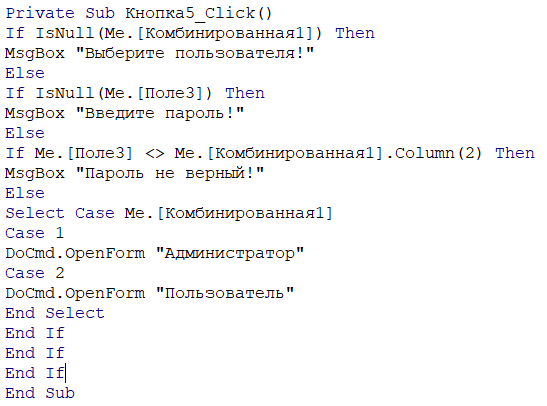 Private Sub Кнопка5_Click()
If IsNull(Me.[Комбинированная1]) Then
MsgBox "Выберите пользователя!"
Else
If IsNull(Me.[Поле3]) Then
MsgBox "Введите пароль!"
Else
If Me.[Поле3] <> Me.[Комбинированная1].Column(2) Then
MsgBox "Пароль не верный!"
Else
Select Case Me.[Комбинированная1]
Case 1
DoCmd.OpenForm "Администратор"
Case 2
DoCmd.OpenForm "Пользователь"
End Select
End If
End If
End If
End Sub